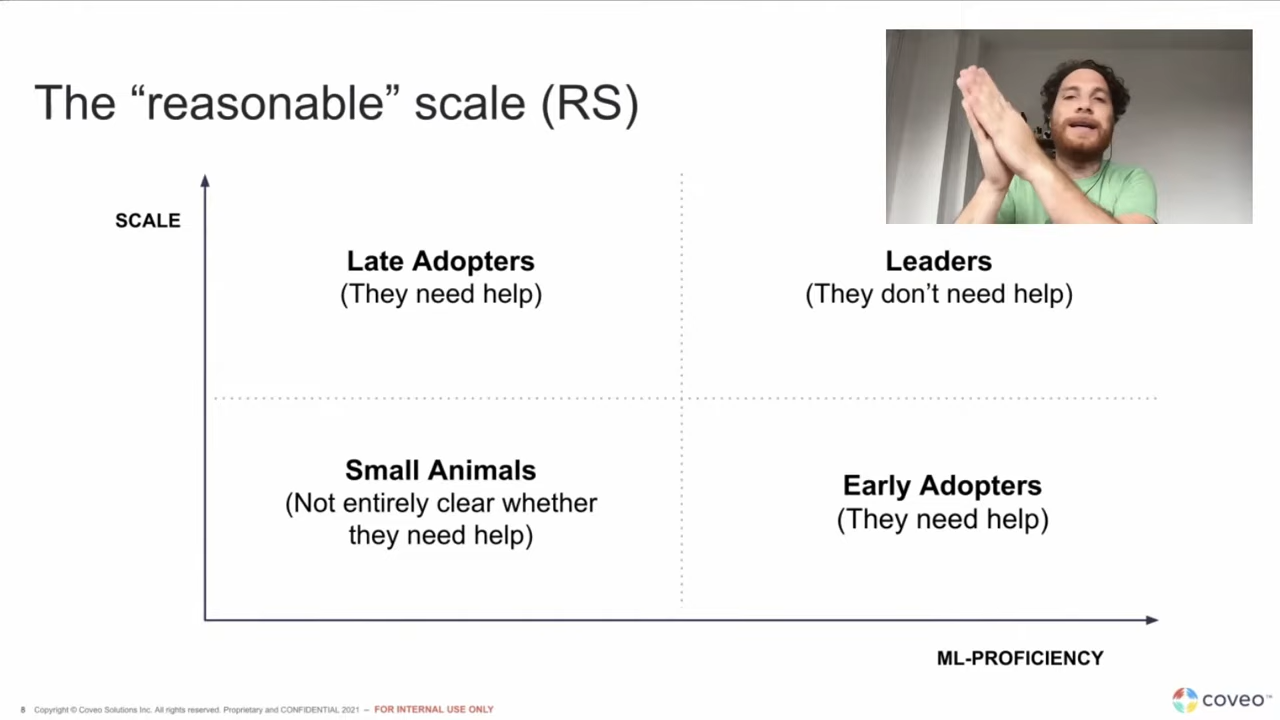 The “reasonable” scale (RS)
SCALE
Late Adopters
(They need help)
Leaders
(They don’t need help)
Small Animals
(Not entirely clear whether
they need help)
Early Adopters
(They need help)
ML-PROFICIENCY
8 Copyright © Coveo Solutions Inc. All rights reserved. Proprietary and CONFIDENTIAL 2021 – FOR INTERNAL USE ONLY
coveo™